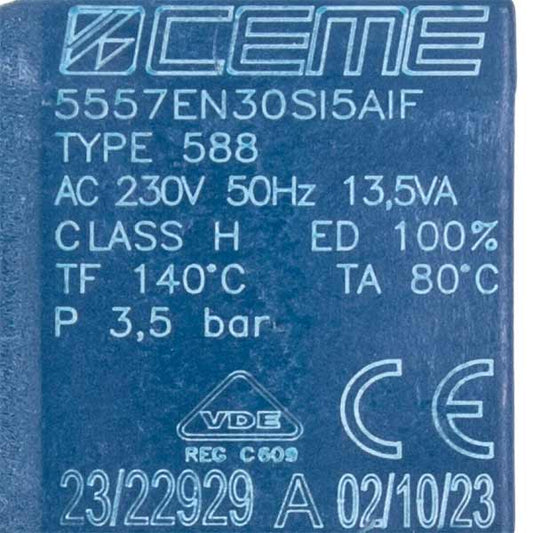 CEME
5557EN30SI5AIF
TYPE 588
AC 230V 50Hz 13,5VA
CLASS H ED 100%
TF 140°C TA 80°C
P 3,5 bar
VDE CE
REG C609
23/22929 A 02/10/23